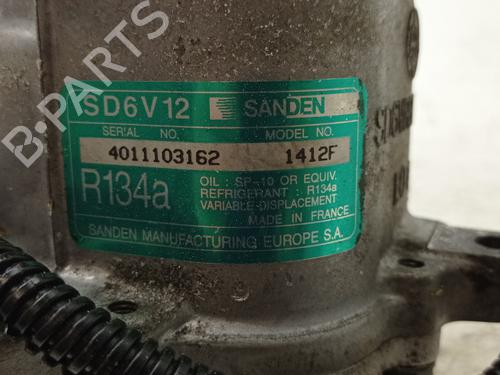 B-PARTS
SD6V12 SANDEN
SERIAL NO. MODEL NO.
4011103162 1412F
R134a
OIL : SP-10 OR EQUIV.
REFRIGERANT : R134a
VARIABLE-DISPLACEMENT
MADE IN FRANCE
SANDEN MANUFACTURING EUROPE S.A.